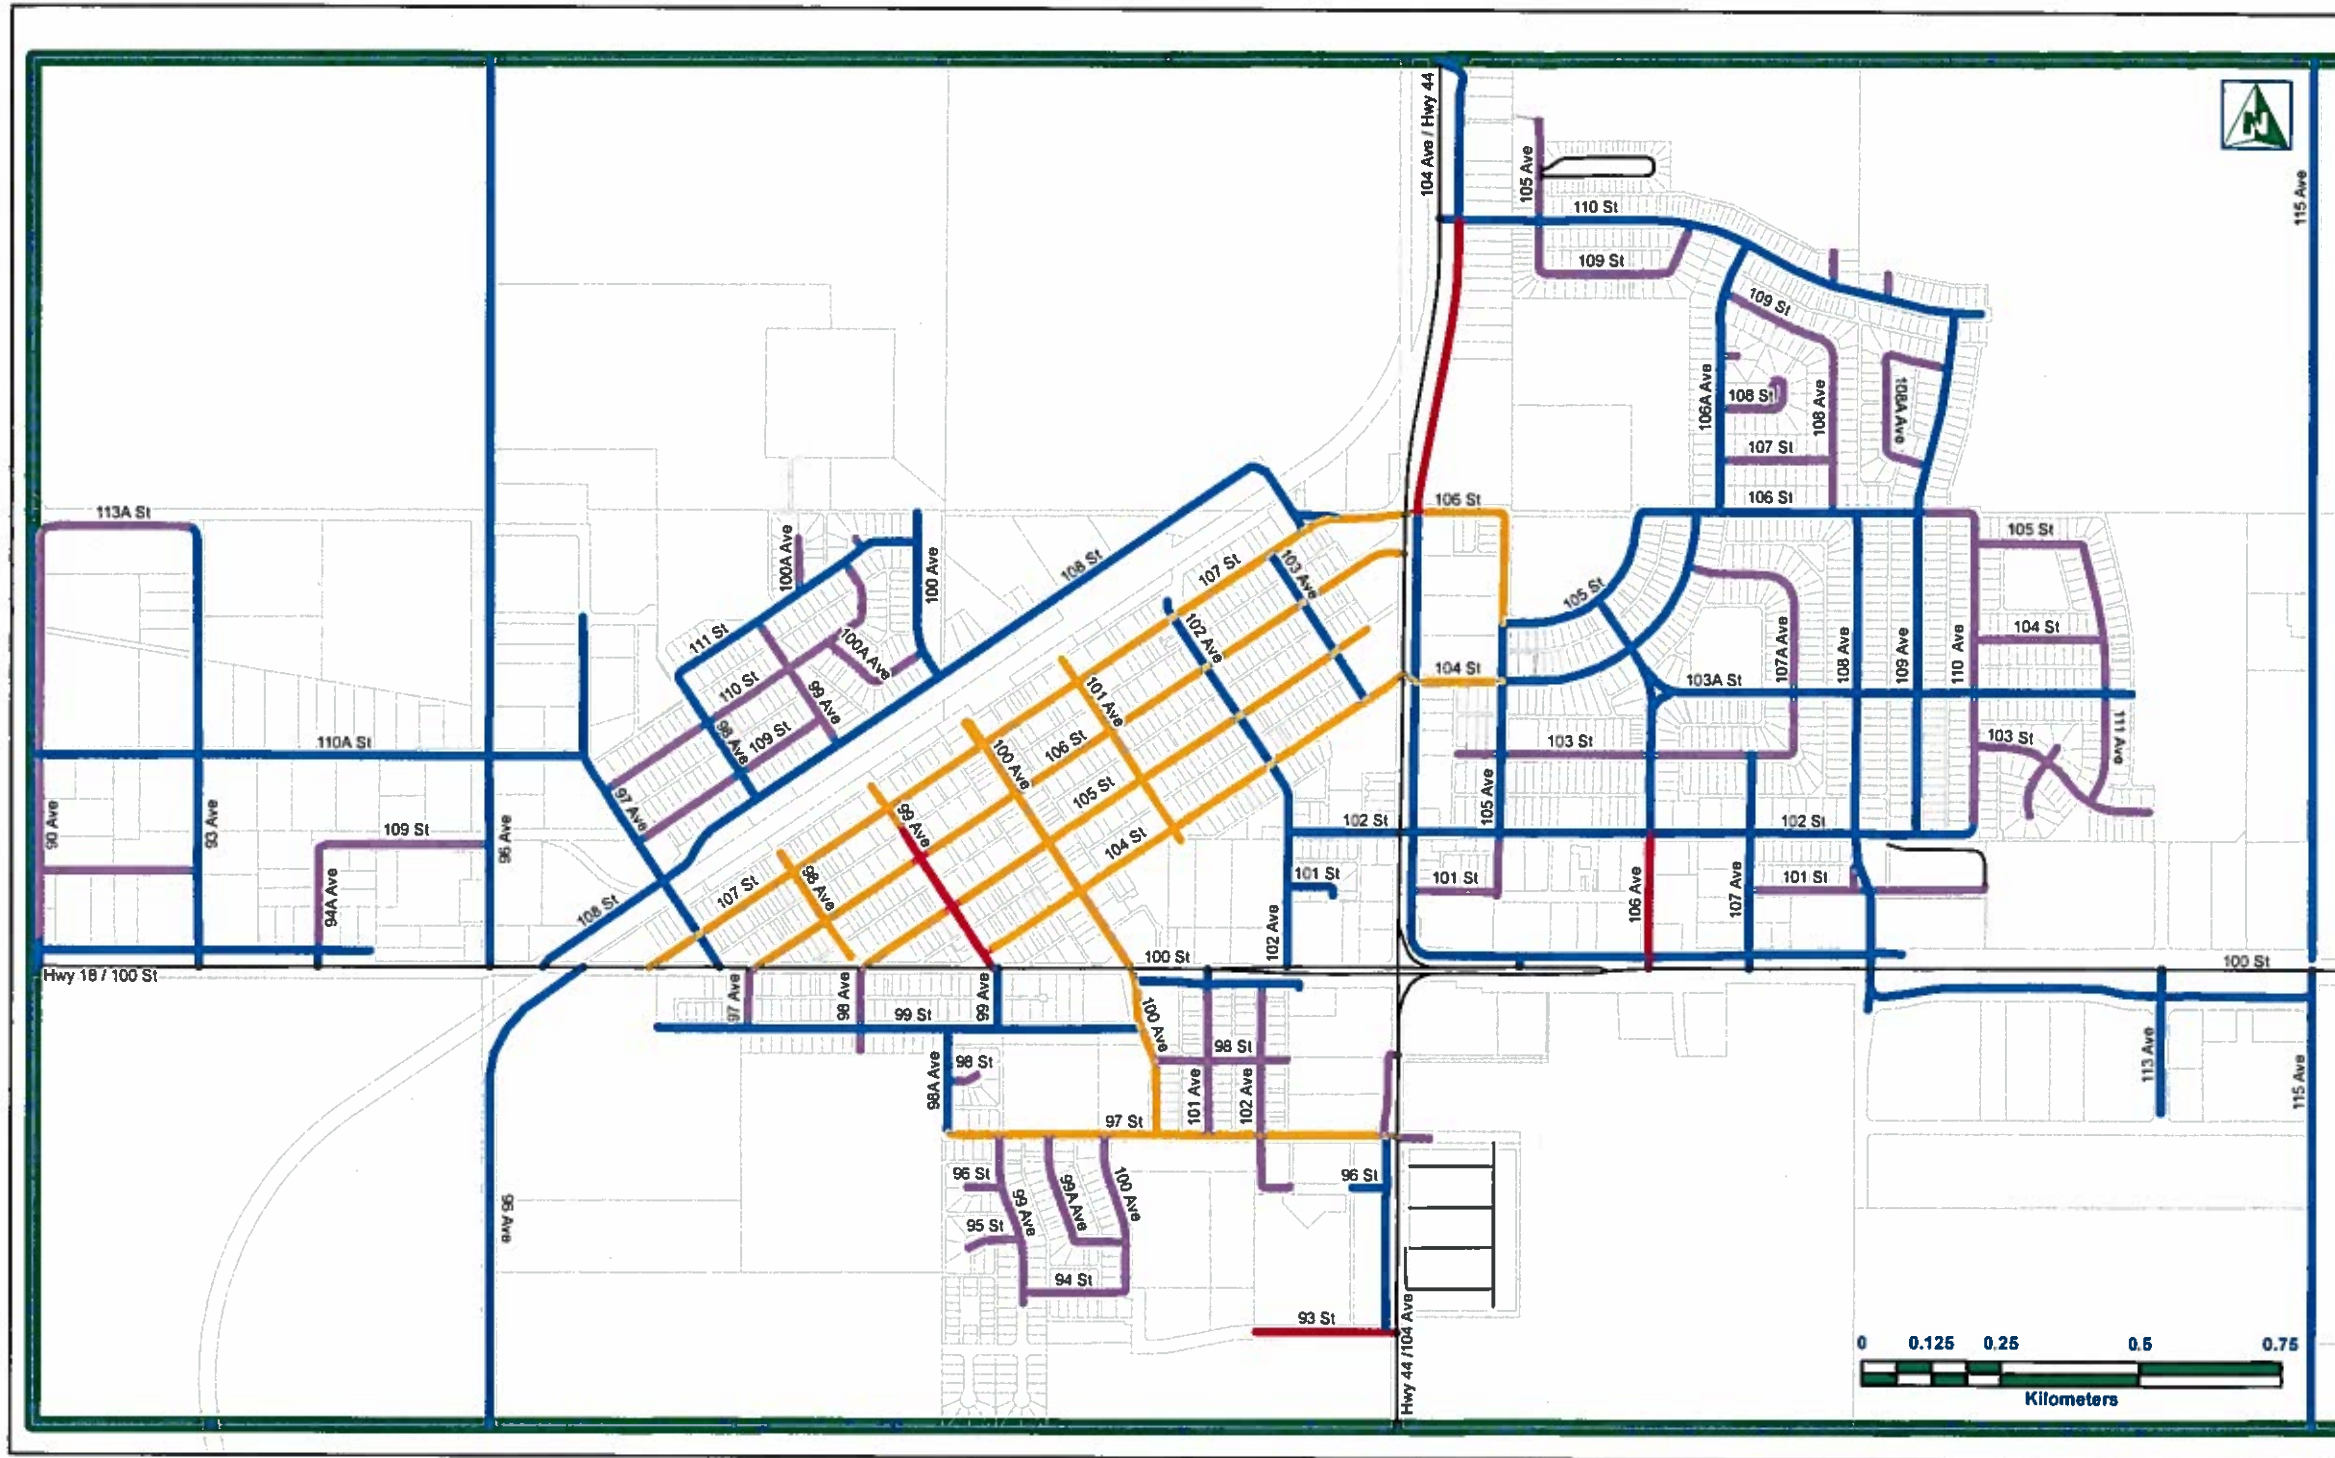 104 Ave / Hwy 44
N
105 Ave
115 Ave
110 St
109 St
109 St
106A Ave
108 St
108 Ave
108A Ave
107 St
106 St
106 St
113A St
100A Ave
100 Ave
108 St
107 St
103 Ave
105 St
105 St
111 St
100A Ave
102 Ave
104 St
107A Ave
108 Ave
109 Ave
110 Ave
110 St
99 Ave
101 Ave
104 St
103A St
98 Ave
109 St
110A St
100 Ave
106 St
103 St
103 St
111 Ave
97 Ave
105 St
105 Ave
90 Ave
93 Ave
109 St
96 Ave
99 Ave
104 St
102 St
102 St
107 St
98 Ave
94A Ave
108 St
101 St
101 St
106 Ave
107 Ave
101 St
102 Ave
Hwy 18 / 100 St
100 St
100 St
97 Ave
98 Ave
99 St
99 Ave
100 Ave
98A Ave
98 St
98 St
101 Ave
102 Ave
113 Ave
115 Ave
97 St
96 St
99 Ave
99A Ave
100 Ave
96 St
96 Ave
95 St
94 St
93 St
Hwy 44 /104 Ave
0 0.125 0.25 0.5 0.75
Kilometers